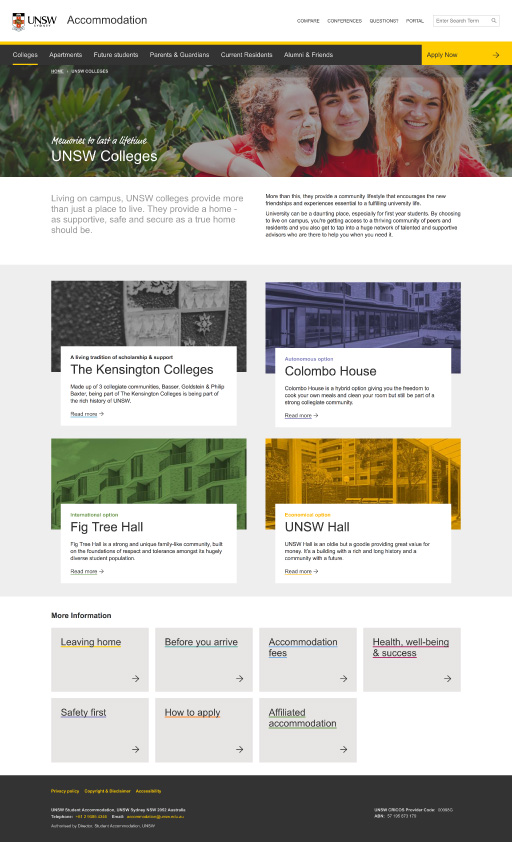 UNSW
SYDNEY
Accommodation
COMPARE CONFERENCES QUESTIONS? PORTAL Enter Search Term
Colleges Apartments Future students Parents & Guardians Current Residents Alumni & Friends Apply Now
HOME › UNSW COLLEGES
Memories to last a lifetime
UNSW Colleges
Living on campus, UNSW colleges provide more
than just a place to live. They provide a home -
as supportive, safe and secure as a true home
should be.
More than this, they provide a community lifestyle that encourages the new
friendships and experiences essential to a fulfilling university life.
University can be a daunting place, especially for first year students. By choosing
to live on campus, you're getting access to a thriving community of peers and
residents and you also get to tap into a huge network of talented and supportive
advisors who are there to help you when you need it.
A living tradition of scholarship & support
The Kensington Colleges
Made up of 3 collegiate communities, Basser, Goldstein & Philip
Baxter, being part of The Kensington Colleges is being part of
the rich history of UNSW.
Read more →
Autonomous option
Colombo House
Colombo House is a hybrid option giving you the freedom to
cook your own meals and clean your room but still be part of a
strong collegiate community.
Read more →
International option
Fig Tree Hall
Fig Tree Hall is a strong and unique family-like community, built
on the foundations of respect and tolerance amongst its hugely
diverse student population.
Read more →
Economical option
UNSW Hall
UNSW Hall is an oldie but a goodie providing great value for
money. It's a building with a rich and long history and a
community with a future.
Read more →
More Information
Leaving home
Before you arrive
Accommodation
fees
Health, well-being
& success
Safety first
How to apply
Affiliated
accommodation
Privacy policy Copyright & Disclaimer Accessibility
UNSW Student Accommodation, UNSW Sydney NSW 2052 Australia
Telephone: Email: accommodation@unsw.edu.au
Authorised by Director, Student Accommodation, UNSW
UNSW CRICOS Provider Code: 00098G
ABN: 57 195 873 179